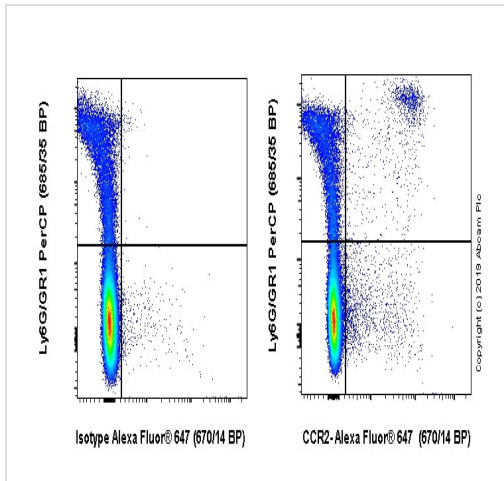 Ly6G/GR1 PerCP (685/35 BP)
Isotype Alexa Fluor® 647 (670/14 BP)
Ly6G/GR1 PerCP (685/35 BP)
CCR2-Alexa Fluor® 647 (670/14 BP)
Copyright (c) 2019 Abcam Plc